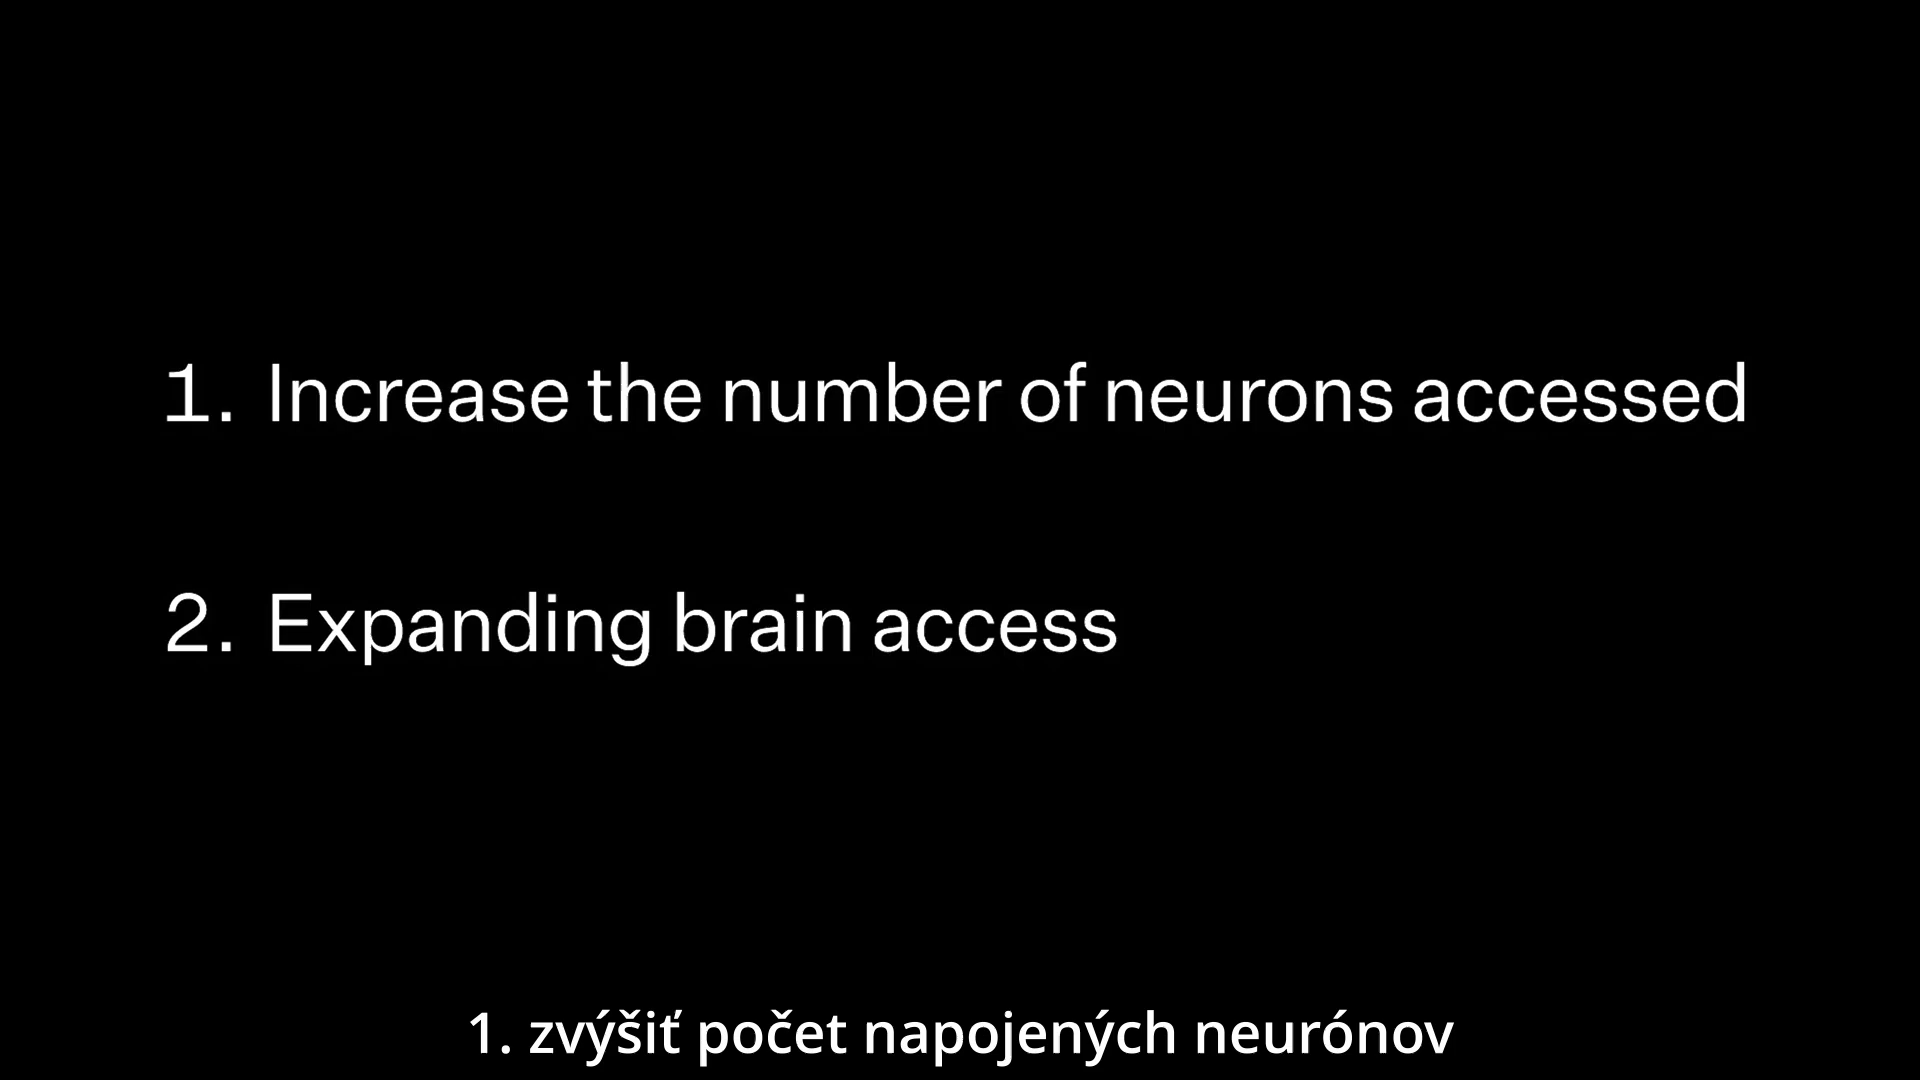 1. Increase the number of neurons accessed
2. Expanding brain access
1. zvýšiť počet napojených neurónov